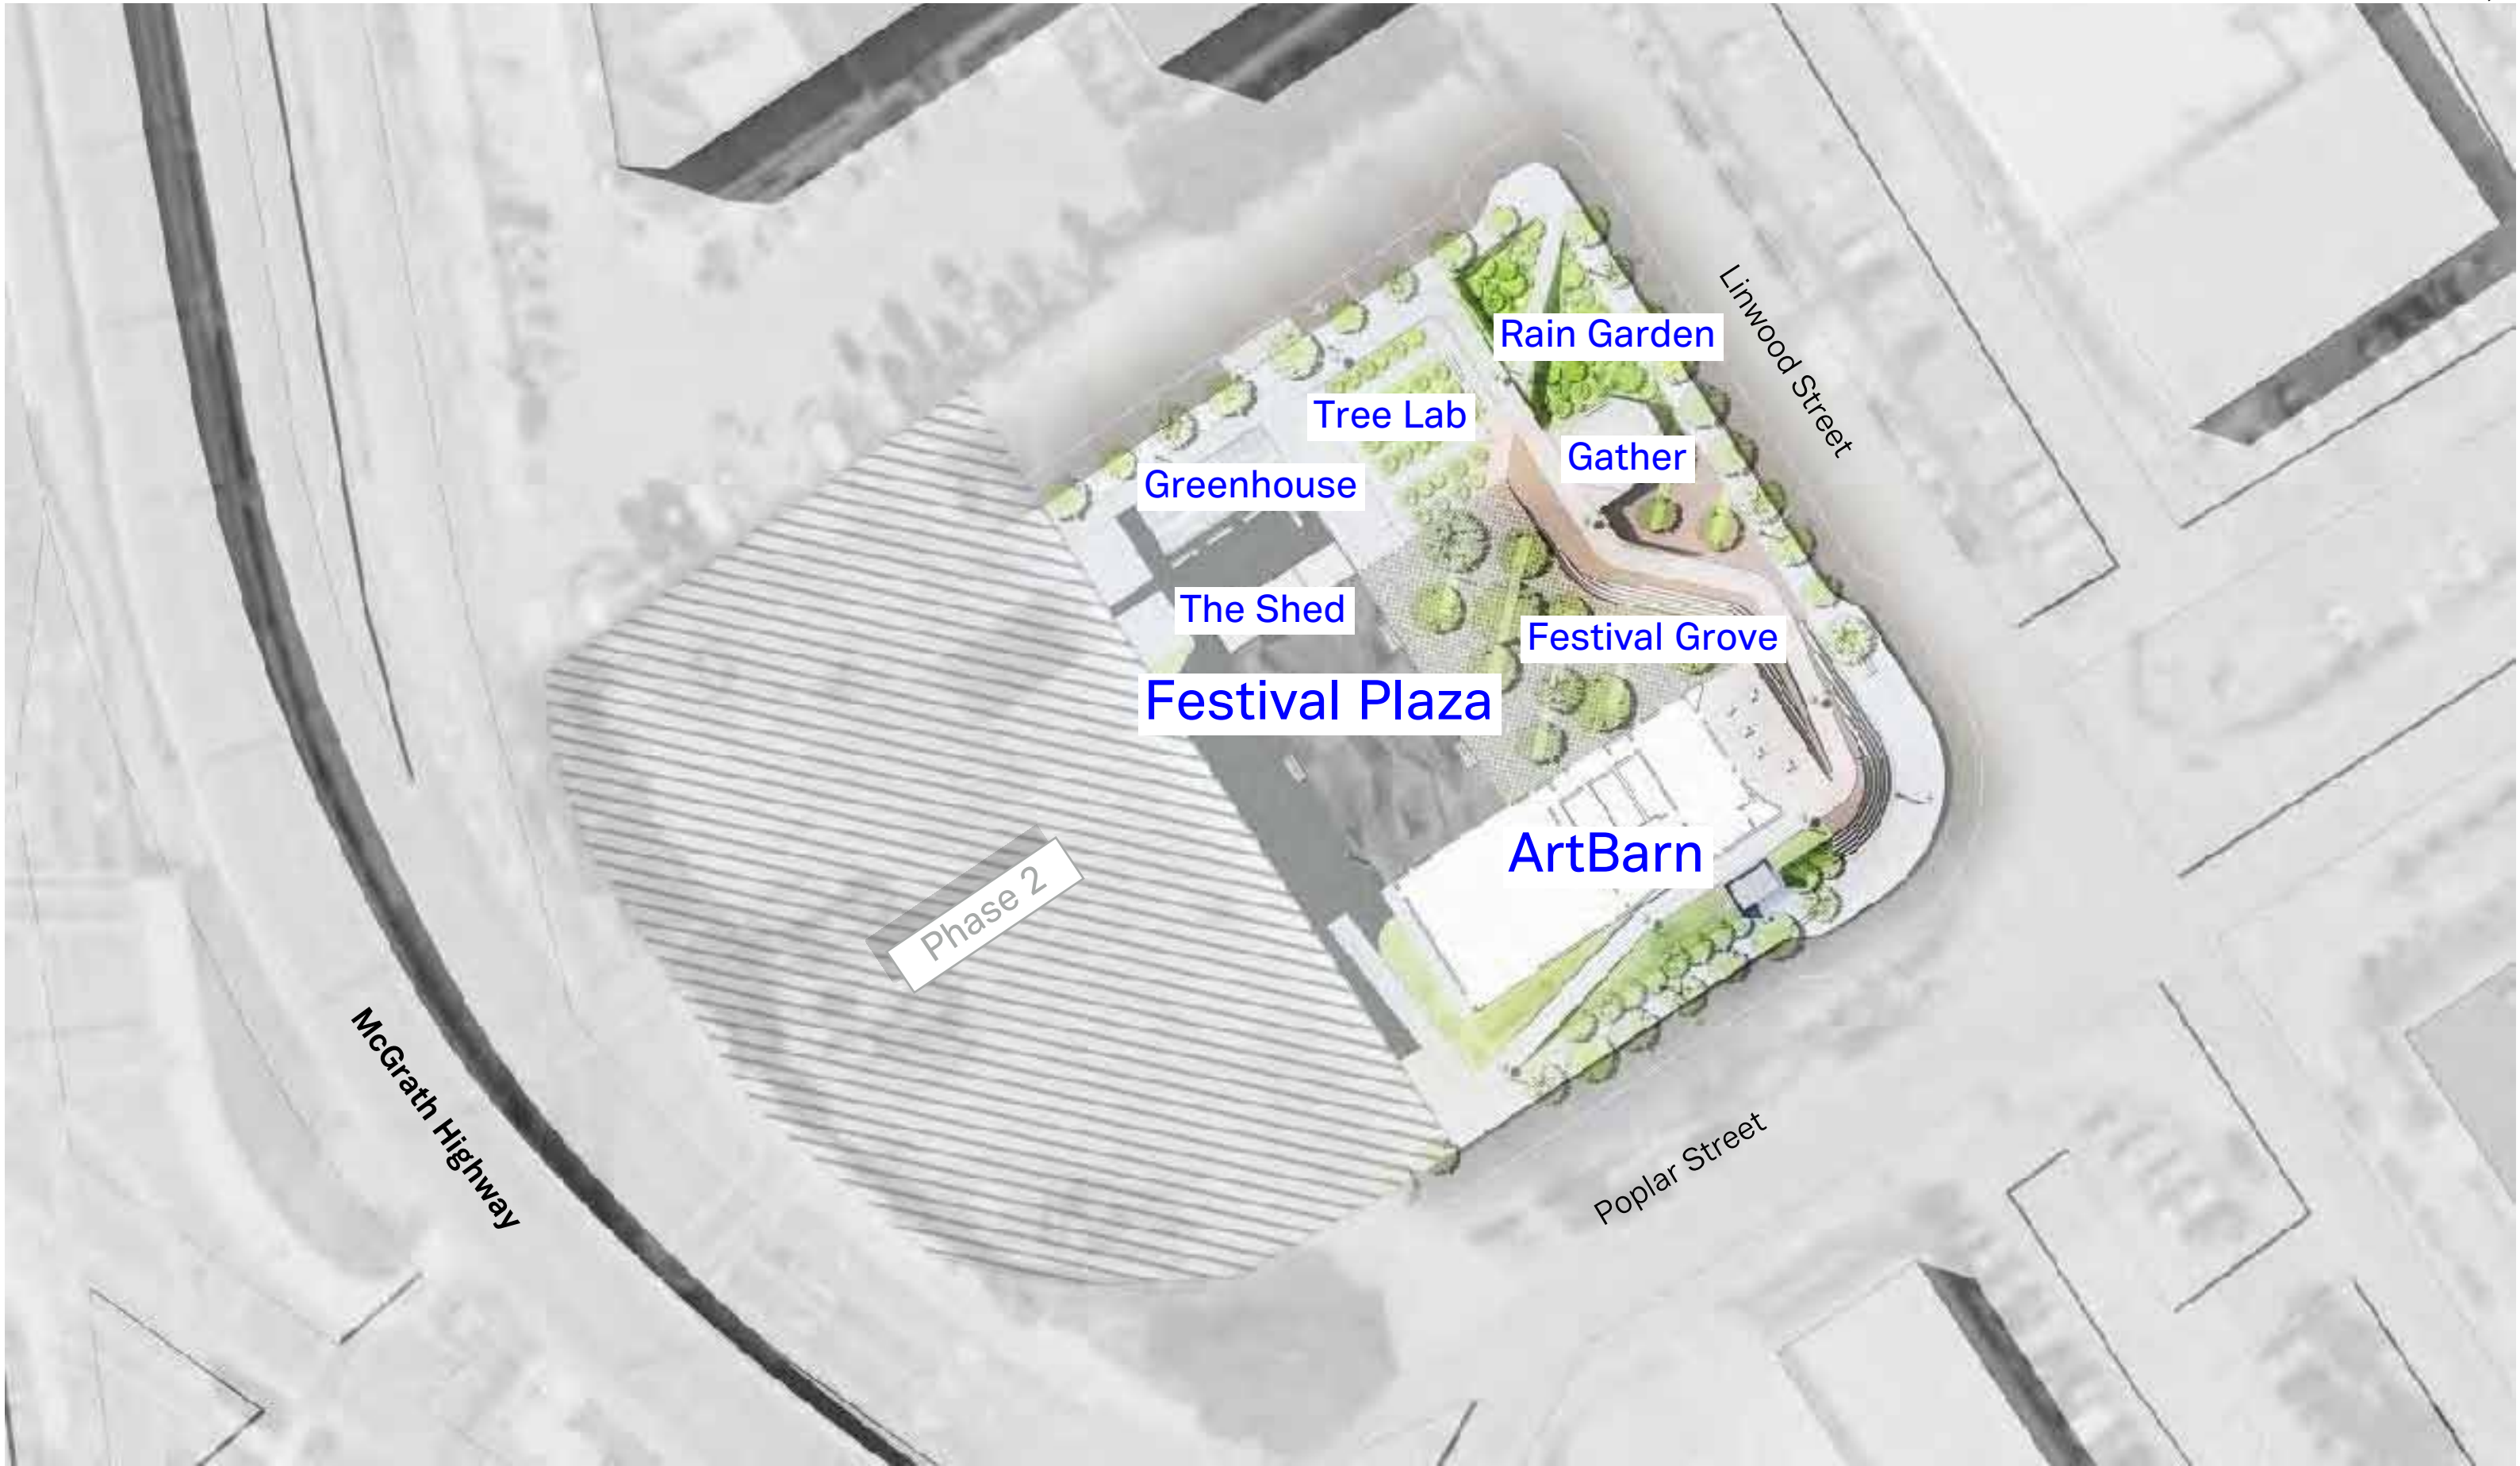 Linwood Street
Rain Garden
Tree Lab
Gather
Greenhouse
The Shed
Festival Grove
Festival Plaza
ArtBarn
Phase 2
McGrath Highway
Poplar Street